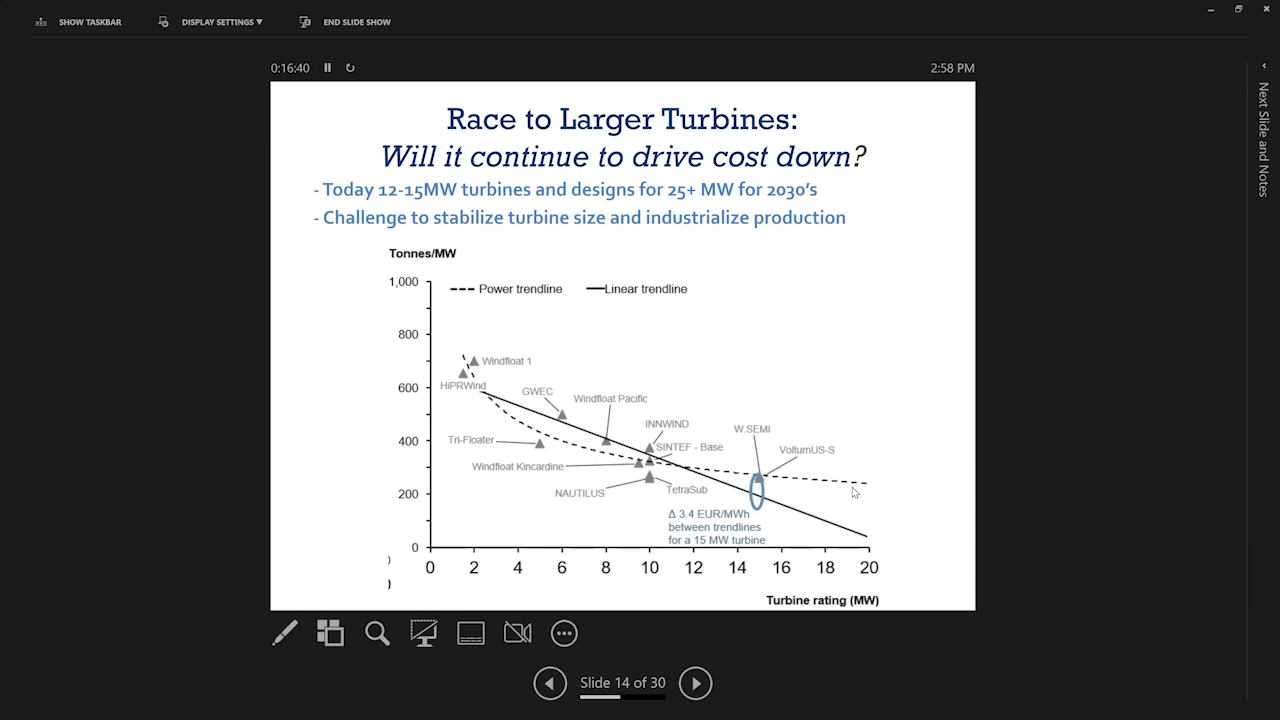 SHOW TASKBAR
DISPLAY SETTINGS ▼
END SLIDE SHOW
0:16:40
2:58 PM
Next Slide and Notes
Race to Larger Turbines:
Will it continue to drive cost down?
- Today 12-15MW turbines and designs for 25+ MW for 2030's
- Challenge to stabilize turbine size and industrialize production
Tonnes/MW
1,000
Power trendline
Linear trendline
800
Windfloat 1
600
HiPRWind
GWEC
Windfloat Pacific
INNWIND
W.SEMI
400
Tri-Floater
SINTEF - Base
VolturnUS-S
Windfloat Kincardine
200
NAUTILUS
TetraSub
Δ 3.4 EUR/MWh
between trendlines
for a 15 MW turbine
0
)
0 2 4 6 8 10 12 14 16 18 20
)
Turbine rating (MW)
Slide 14 of 30